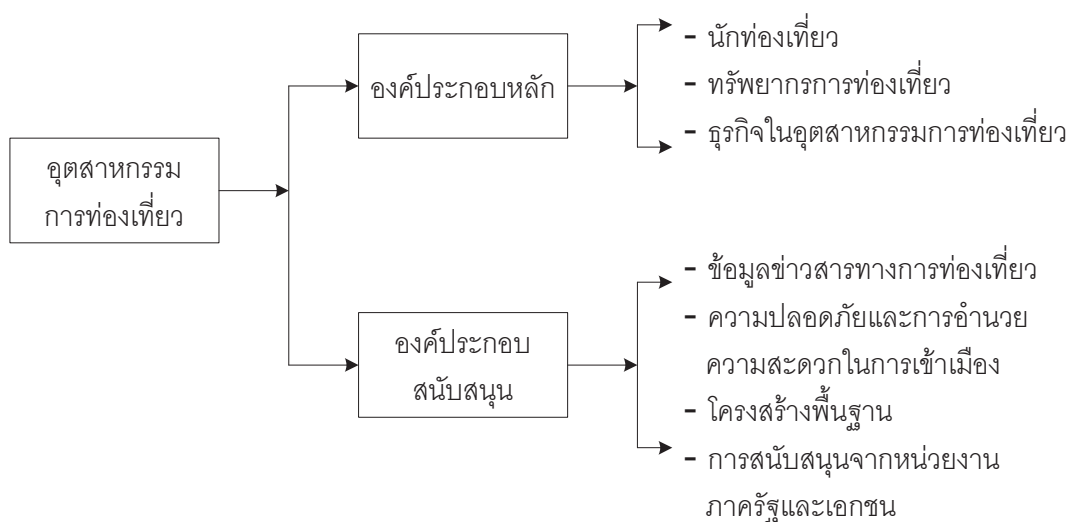 อุตสาหกรรม
การท่องเที่ยว
องค์ประกอบหลัก
- นักท่องเที่ยว
- ทรัพยากรการท่องเที่ยว
- ธุรกิจในอุตสาหกรรมการท่องเที่ยว
องค์ประกอบ
สนับสนุน
- ข้อมูลข่าวสารทางการท่องเที่ยว
- ความปลอดภัยและการอำนวย
ความสะดวกในการเข้าเมือง
- โครงสร้างพื้นฐาน
- การสนับสนุนจากหน่วยงาน
ภาครัฐและเอกชน